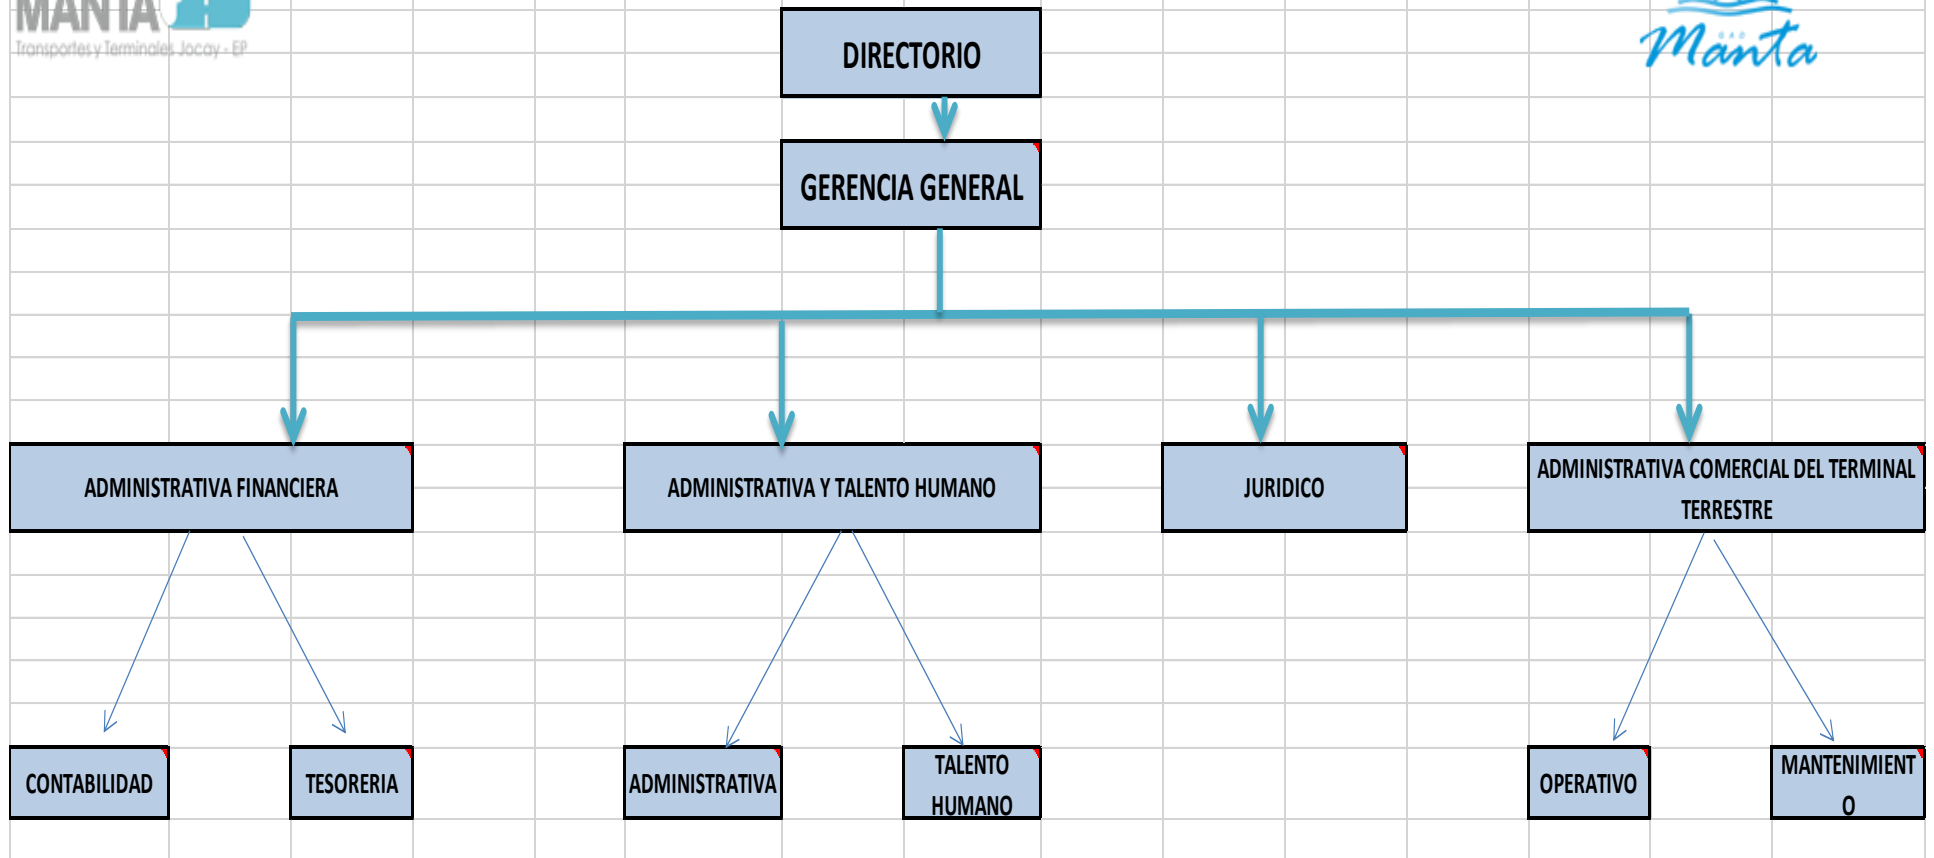 MANTA
Transportes y Terminales Jocay - EP
GAD
Manta
DIRECTORIO
GERENCIA GENERAL
ADMINISTRATIVA FINANCIERA
ADMINISTRATIVA Y TALENTO HUMANO
JURIDICO
ADMINISTRATIVA COMERCIAL DEL TERMINAL
TERRESTRE
CONTABILIDAD
TESORERIA
ADMINISTRATIVA
TALENTO
HUMANO
OPERATIVO
MANTENIMIENT
O